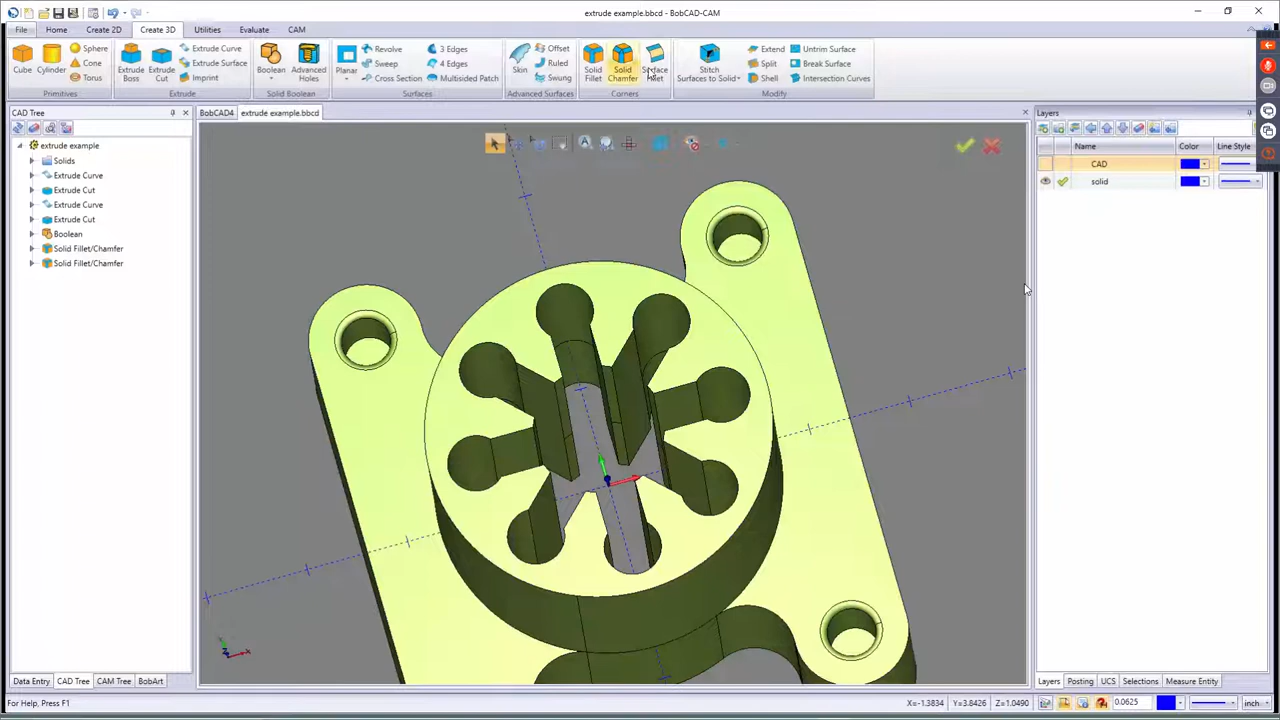 extrude example.bbcd - BobCAD-CAM
File Home Create 2D Create 3D Utilities Evaluate CAM
Cube Cylinder Sphere Cone Torus
Primitives
Extrude Boss Extrude Cut Extrude Curve Extrude Surface Imprint
Extrude
Boolean Advanced Holes
Solid Boolean
Planar Revolve Sweep Cross Section 3 Edges 4 Edges Multisided Patch
Surfaces
Skin Offset Ruled Swung
Advanced Surfaces
Solid Fillet Solid Chamfer Surface Fillet
Corners
Stitch Surfaces to Solid Extend Split Shell Untrim Surface Break Surface Intersection Curves
Modify
CAD Tree
BobCAD4 extrude example.bbcd
Layers
extrude example
Solids
Extrude Curve
Extrude Cut
Extrude Curve
Extrude Cut
Boolean
Solid Fillet/Chamfer
Solid Fillet/Chamfer
Name Color Line Style
CAD
solid
Data Entry CAD Tree CAM Tree BobArt
Layers Posting UCS Selections Measure Entity
For Help, Press F1
X=-1.3834 Y=3.8426 Z=1.0490 0.0625 inch